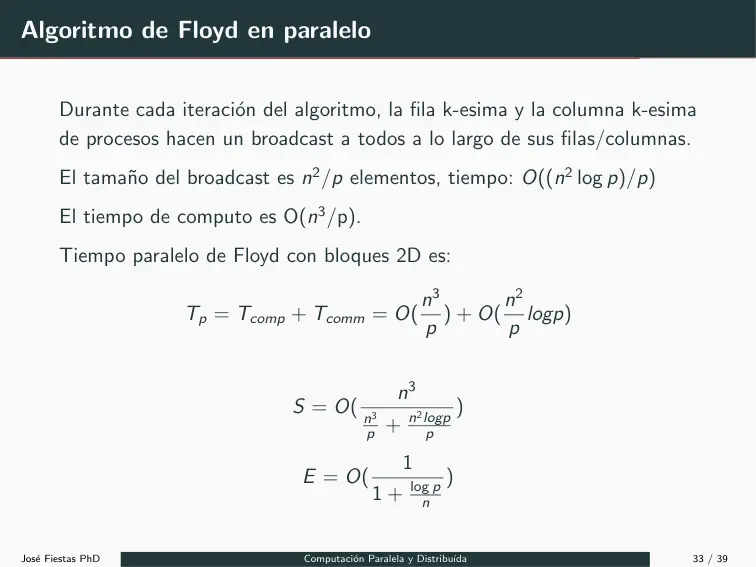 Algoritmo de Floyd en paralelo
Durante cada iteración del algoritmo, la fila k-esima y la columna k-esima
de procesos hacen un broadcast a todos a lo largo de sus filas/columnas.
El tamaño del broadcast es n²/p elementos, tiempo: O((n² log p)/p)
El tiempo de computo es O(n³/p).
Tiempo paralelo de Floyd con bloques 2D es:
T_p = T_comp + T_comm = O(n³/p) + O(n²/p logp)
S = O(n³ / (n³/p + n²logp/p))
E = O(1 / (1 + log p/n))
José Fiestas PhD
Computación Paralela y Distribuída
33 / 39